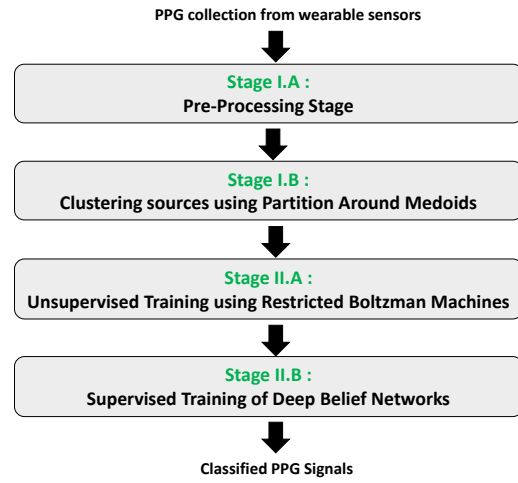 PPG collection from wearable sensors
Stage I.A :
Pre-Processing Stage
Stage I.B :
Clustering sources using Partition Around Medoids
Stage II.A :
Unsupervised Training using Restricted Boltzman Machines
Stage II.B :
Supervised Training of Deep Belief Networks
Classified PPG Signals